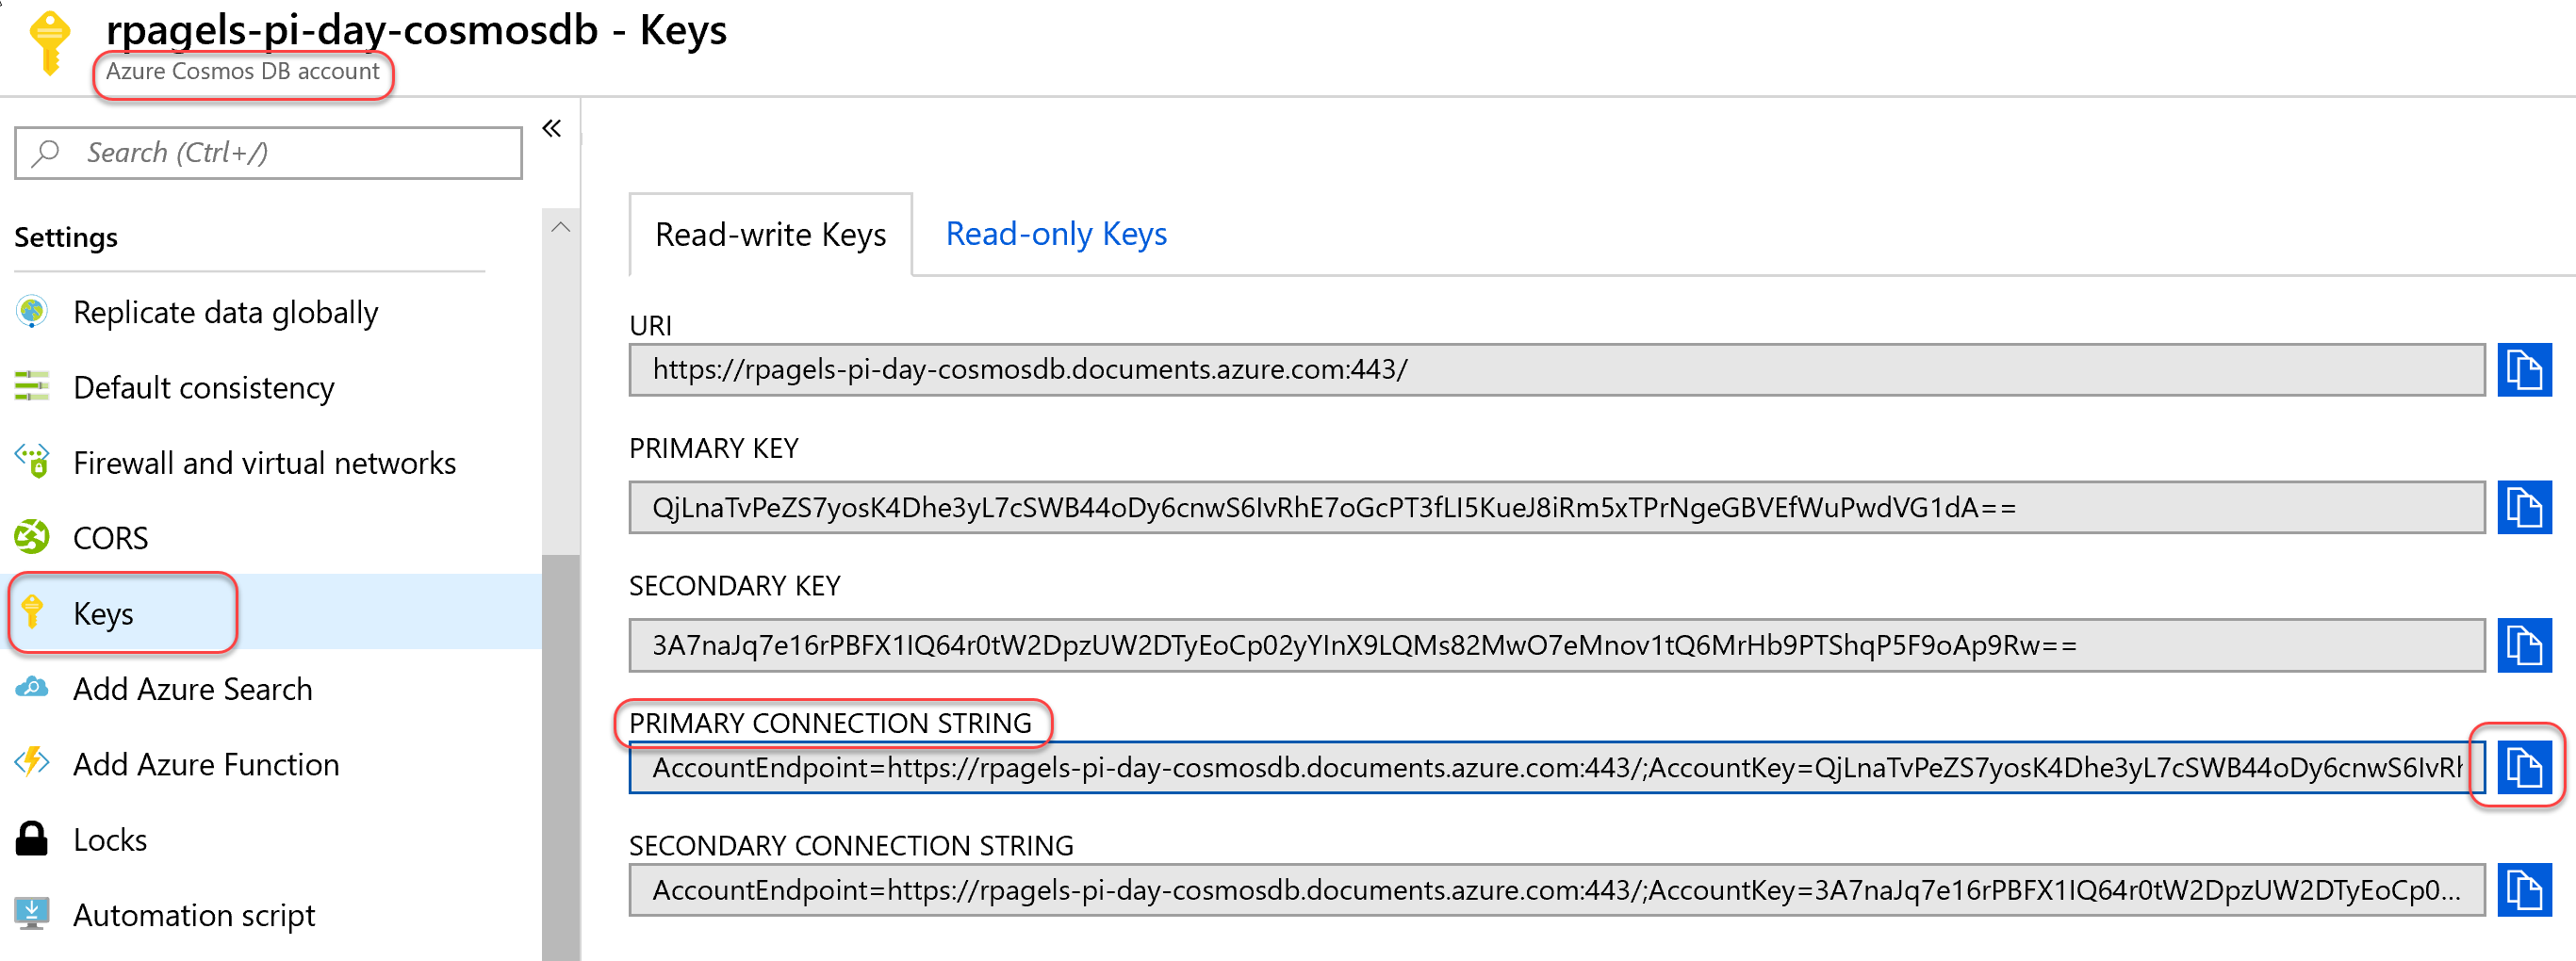 rpagels-pi-day-cosmosdb - Keys
Azure Cosmos DB account
Search (Ctrl+/)
«
Settings
Replicate data globally
Default consistency
Firewall and virtual networks
CORS
Keys
Add Azure Search
Add Azure Function
Locks
Automation script
Read-write Keys
Read-only Keys
URI
https://rpagels-pi-day-cosmosdb.documents.azure.com:443/
PRIMARY KEY
QjLnaTvPeZS7yosK4Dhe3yL7cSWB44oDy6cnwS6IvRhE7oGcPT3fLI5KueJ8iRm5xTPrNgeGBVEfWuPwdVG1dA==
SECONDARY KEY
3A7naJq7e16rPBFX1IQ64r0tW2DpzUW2DTyEoCp02yYInX9LQMs82MwO7eMnov1tQ6MrHb9PTShqP5F9oAp9Rw==
PRIMARY CONNECTION STRING
AccountEndpoint=https://rpagels-pi-day-cosmosdb.documents.azure.com:443/;AccountKey=QjLnaTvPeZS7yosK4Dhe3yL7cSWB44oDy6cnwS6IvRh
SECONDARY CONNECTION STRING
AccountEndpoint=https://rpagels-pi-day-cosmosdb.documents.azure.com:443/;AccountKey=3A7naJq7e16rPBFX1IQ64r0tW2DpzUW2DTyEoCp0...